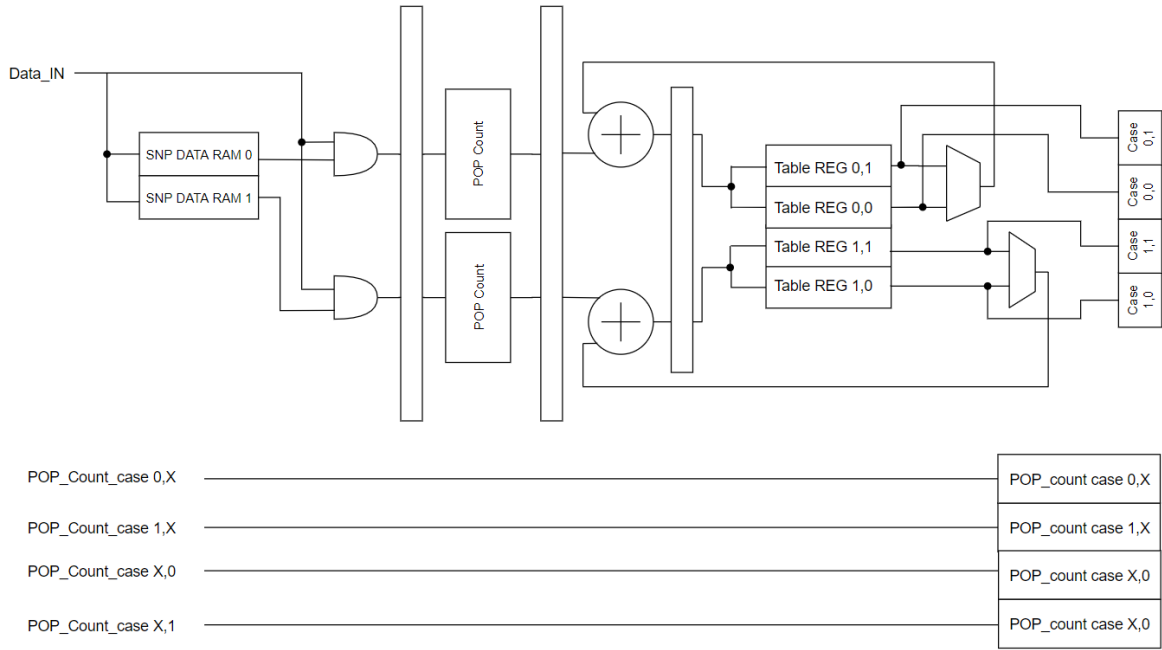 Data_IN
SNP DATA RAM 0
SNP DATA RAM 1
POP Count
POP Count
Table REG 0,1
Table REG 0,0
Table REG 1,1
Table REG 1,0
Case
0,1
Case
0,0
Case
1,1
Case
1,0
POP_Count_case 0,X
POP_count case 0,X
POP_Count_case 1,X
POP_count case 1,X
POP_Count_case X,0
POP_count case X,0
POP_Count_case X,1
POP_count case X,0